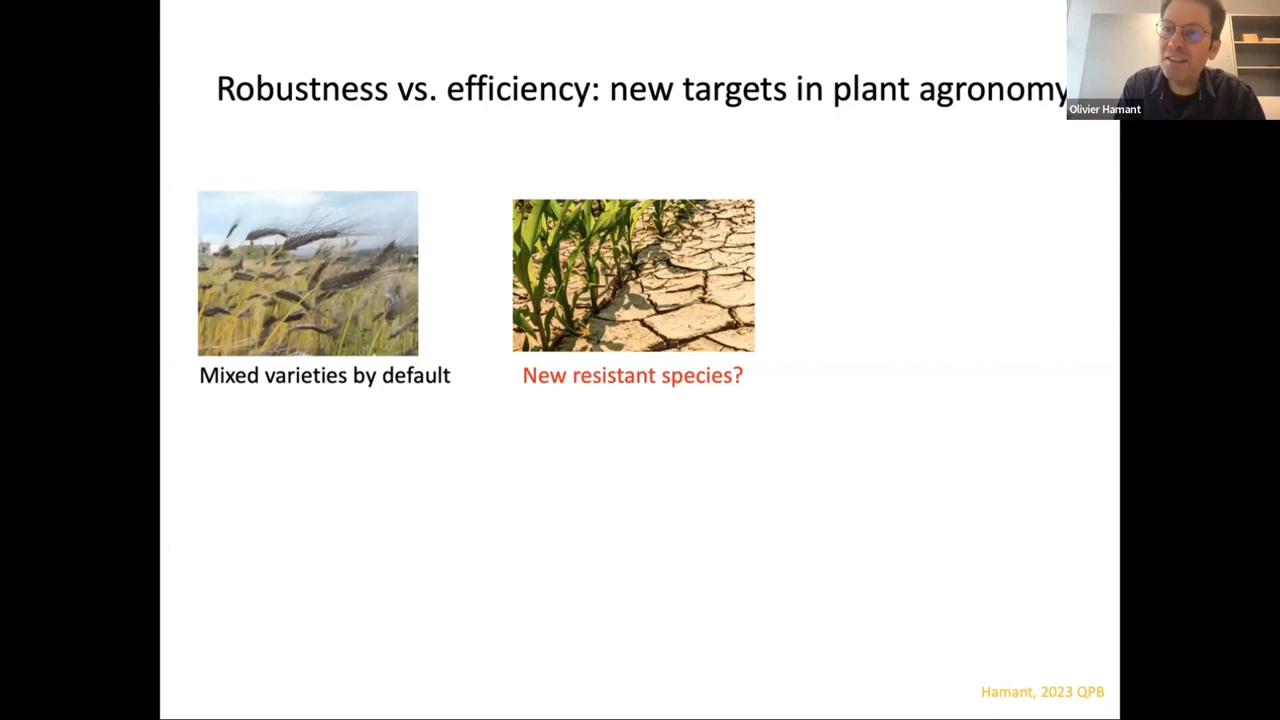 Robustness vs. efficiency: new targets in plant agronomy
Olivier Hamant
Mixed varieties by default
New resistant species?
Hamant, 2023 QPB